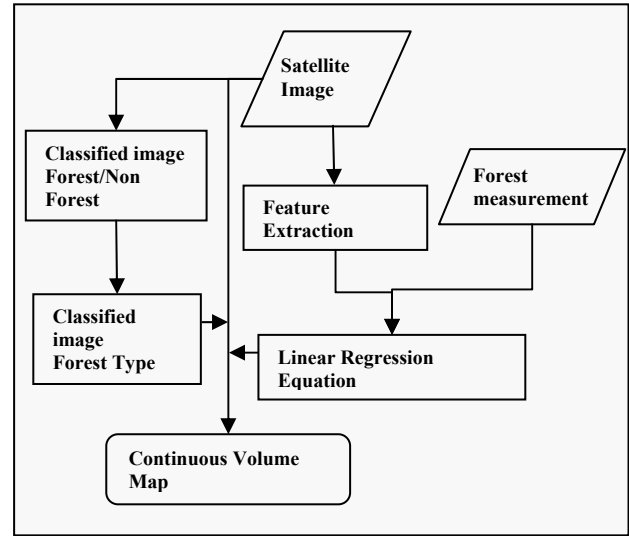 Satellite
Image
Classified image
Forest/Non
Forest
Feature
Extraction
Forest
measurement
Classified
image
Forest Type
Linear Regression
Equation
Continuous Volume
Map